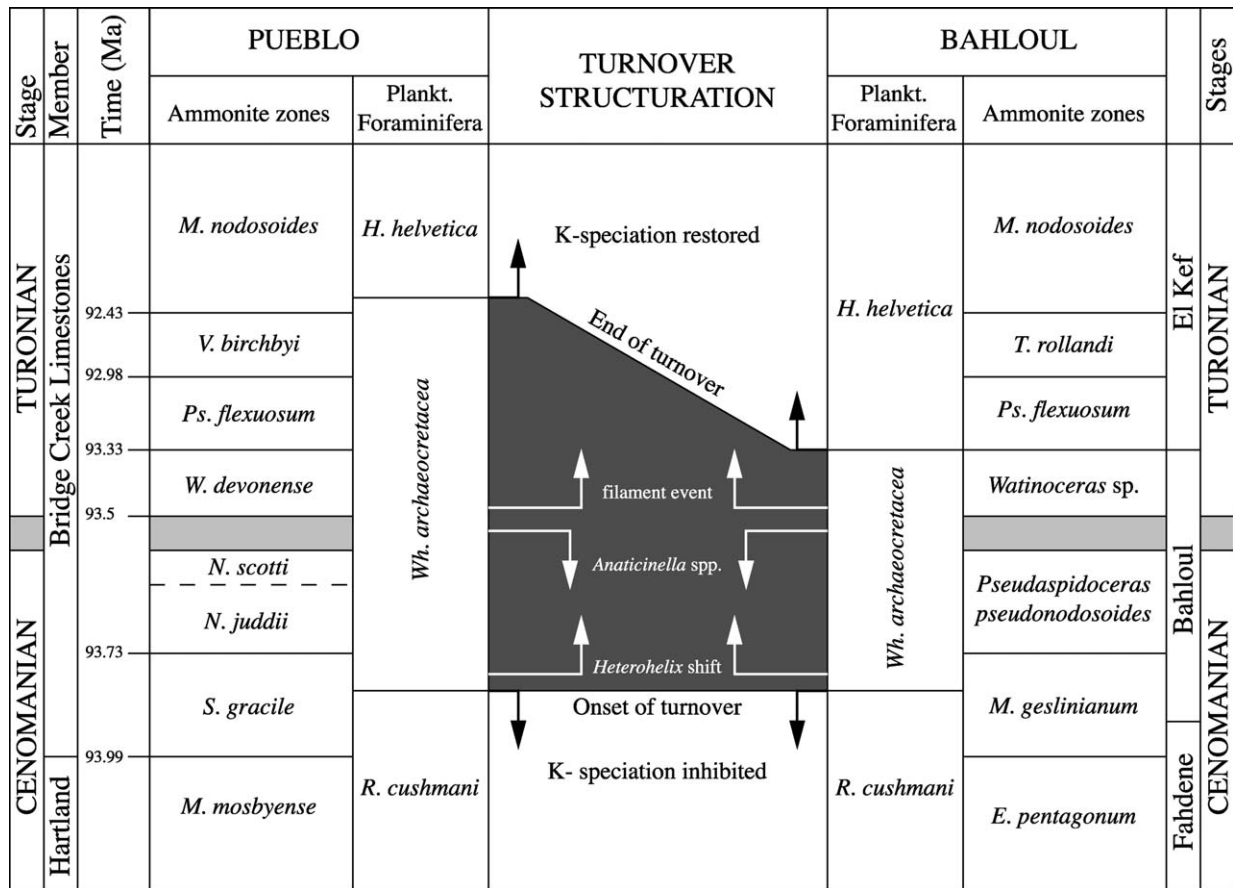 Stage
Member
Time (Ma)
PUEBLO
Ammonite zones
Plankt.
Foraminifera
TURNOVER
STRUCTURATION
BAHLOUL
Plankt.
Foraminifera
Ammonite zones
Stages
TURONIAN
CENOMANIAN
Bridge Creek Limestones
Hartland
92.43
92.98
93.33
93.5
93.73
93.99
M. nodosoides
V. birchbyi
Ps. flexuosum
W. devonense
N. scotti
N. juddii
S. gracile
M. mosbyense
H. helvetica
Wh. archaeocretacea
R. cushmani
K-speciation restored
End of turnover
filament event
Anaticinella spp.
Heterohelix shift
Onset of turnover
K- speciation inhibited
H. helvetica
Wh. archaeocretacea
R. cushmani
M. nodosoides
T. rollandi
Ps. flexuosum
Watinoceras sp.
Pseudaspidoceras
pseudonodosoides
M. geslinianum
E. pentagonum
El Kef
Bahloul
Fahdene
TURONIAN
CENOMANIAN